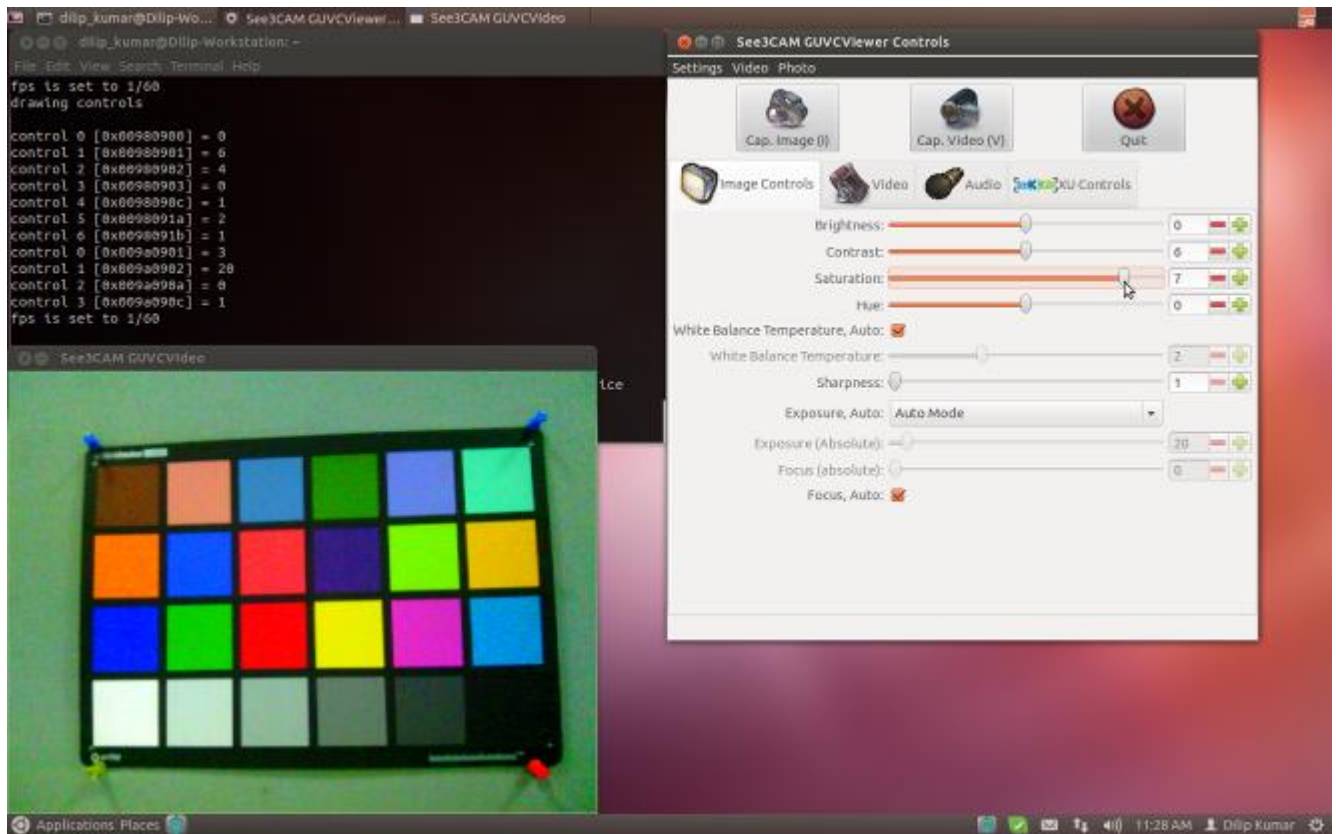 dilip_kumar@Dilip-Wo... See3CAM GUVCViewer ... See3CAM GUVCVideo
dilip_kumar@Dilip-Workstation: ~
File Edit View Search Terminal Help
fps is set to 1/60
drawing controls
control 0 [0x00980900] = 0
control 1 [0x00980901] = 6
control 2 [0x00980902] = 4
control 3 [0x00980903] = 0
control 4 [0x0098090c] = 1
control 5 [0x0098091a] = 2
control 6 [0x0098091b] = 1
control 0 [0x009a0901] = 3
control 1 [0x009a0902] = 20
control 2 [0x009a090a] = 0
control 3 [0x009a090c] = 1
fps is set to 1/60
ice
See3CAM GUVCVideo
See3CAM GUVCViewer Controls
Settings Video Photo
Cap. Image (I) Cap. Video (V) Quit
Image Controls Video Audio XU Controls
Brightness: 0
Contrast: 6
Saturation: 7
Hue: 0
White Balance Temperature, Auto:
White Balance Temperature: 2
Sharpness: 1
Exposure, Auto: Auto Mode
Exposure (Absolute): 20
Focus (absolute): 0
Focus, Auto:
Applications Places 11:28 AM Dilip Kumar